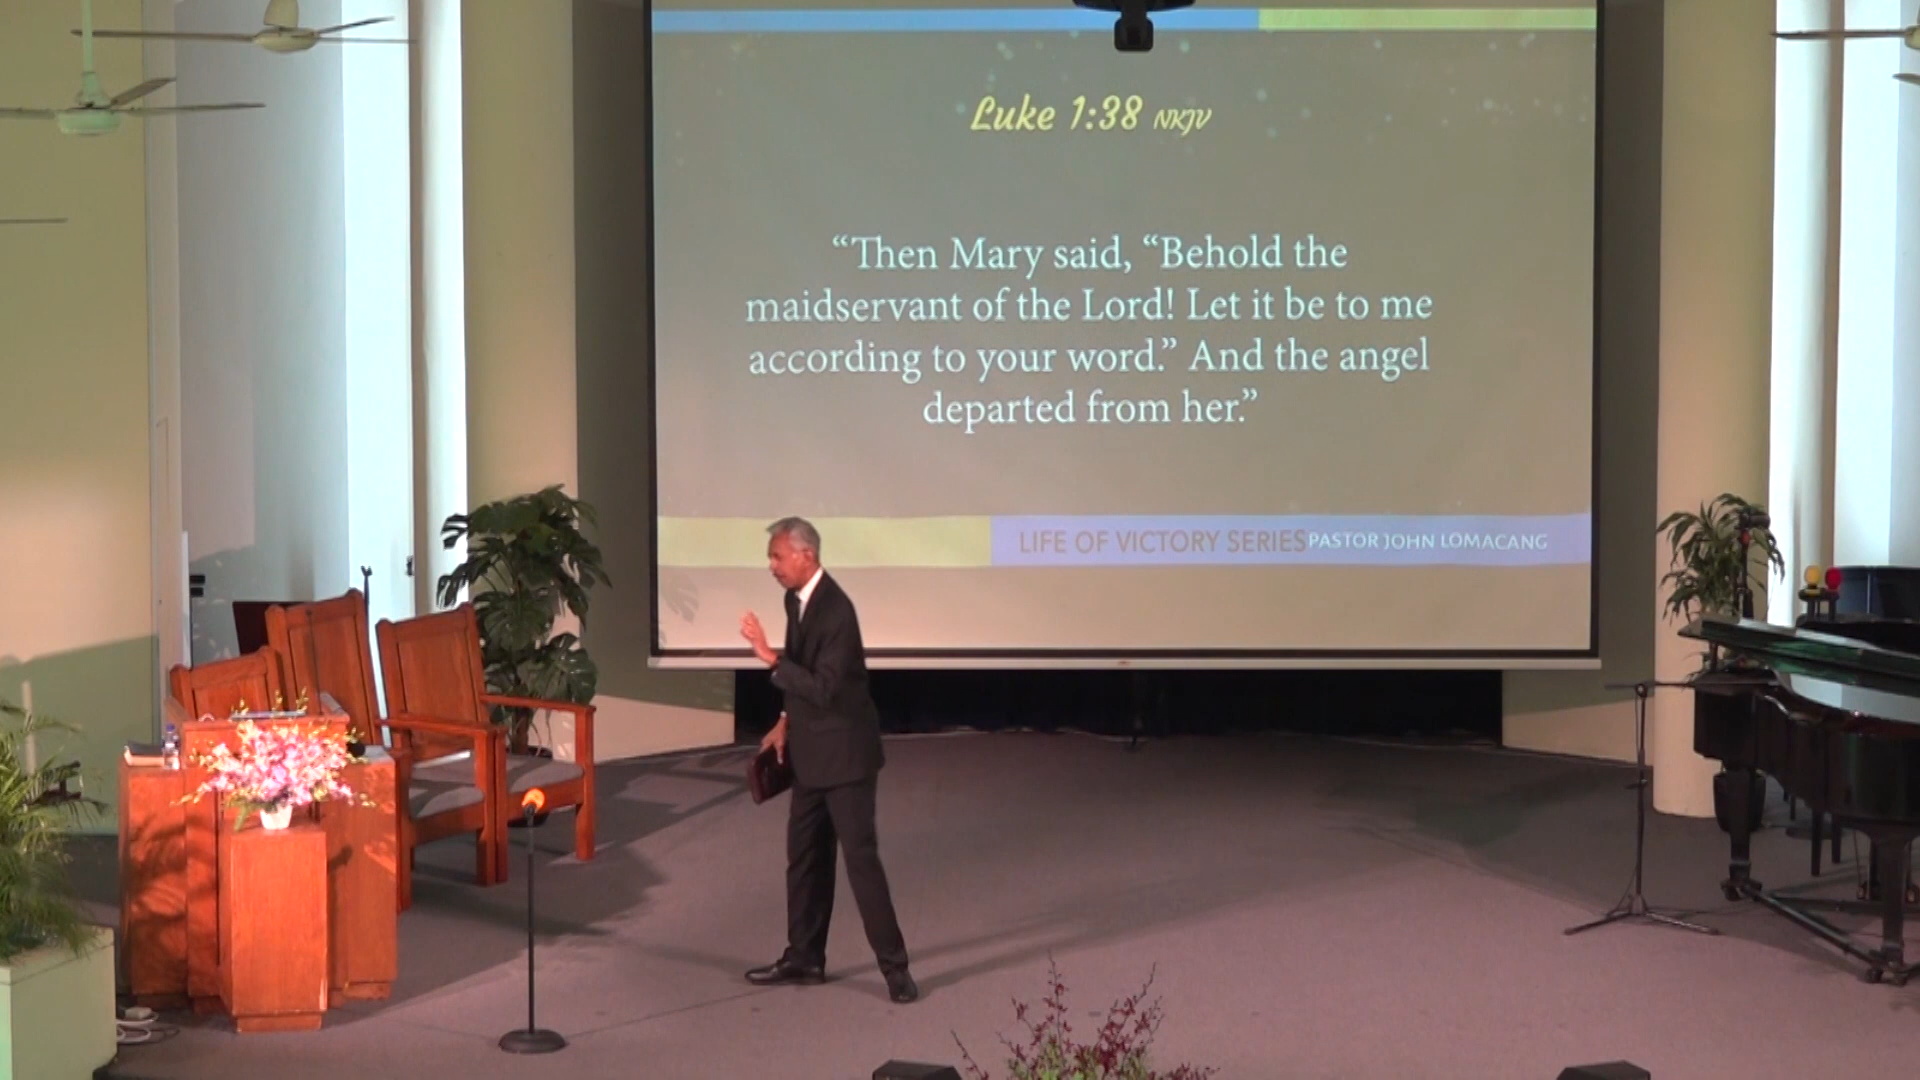 Luke 1:38 NKJV
“Then Mary said, “Behold the
maidservant of the Lord! Let it be to me
according to your word.” And the angel
departed from her.”
LIFE OF VICTORY SERIES PASTOR JOHN LOMACANG